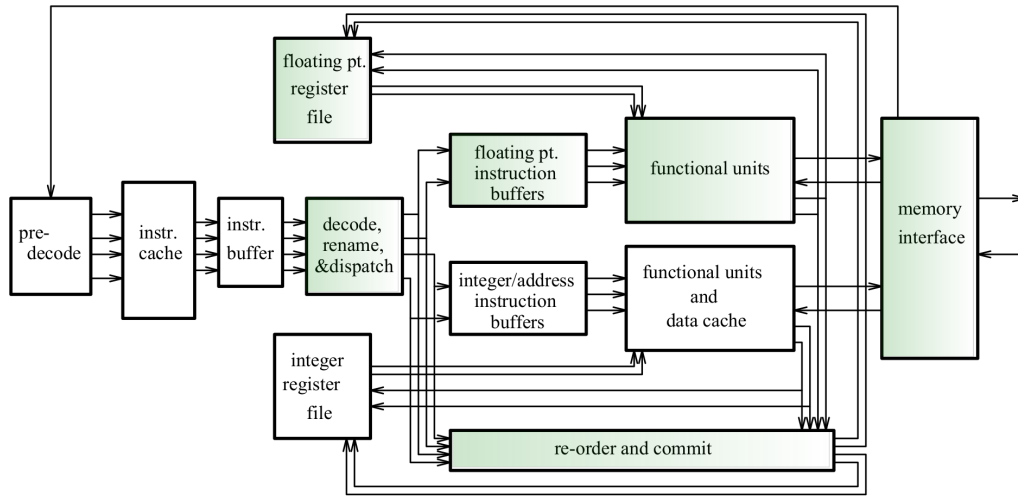 floating pt.
register
file
floating pt.
instruction
buffers
functional units
pre-
decode
instr.
cache
instr.
buffer
decode,
rename,
&dispatch
memory
interface
integer/address
instruction
buffers
functional units
and
data cache
integer
register
file
re-order and commit